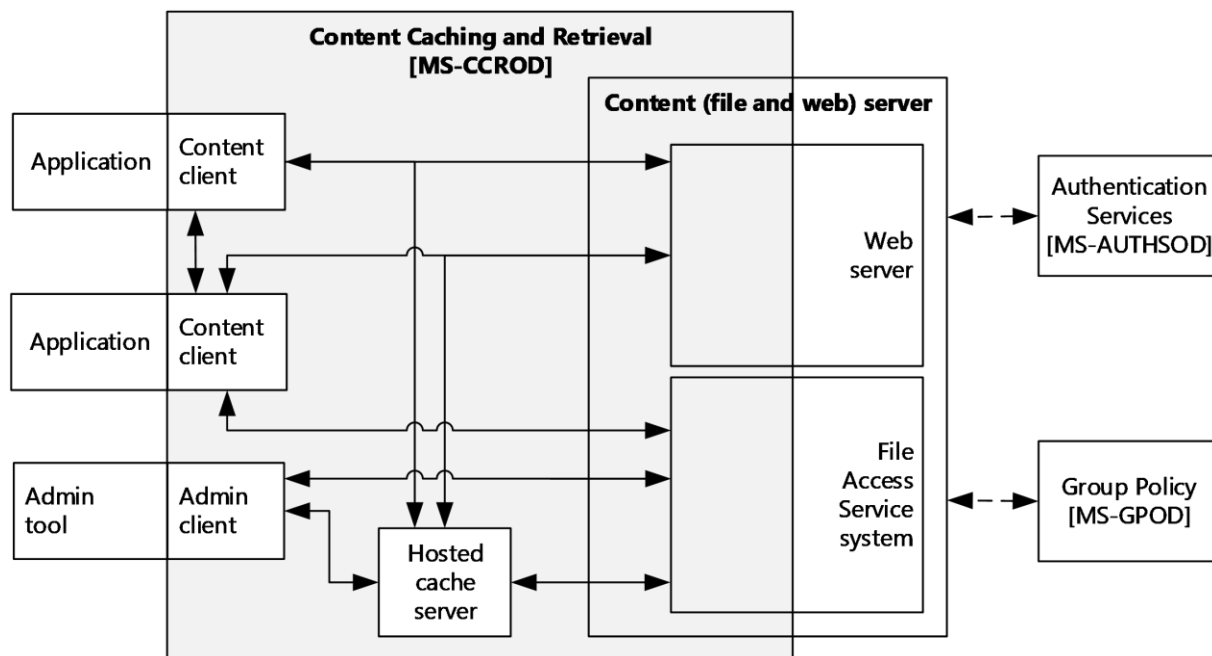 Content Caching and Retrieval
[MS-CCROD]
Content (file and web) server
Application
Content
client
Web
server
Authentication
Services
[MS-AUTHSOD]
Application
Content
client
Admin
tool
Admin
client
Hosted
cache
server
File
Access
Service
system
Group Policy
[MS-GPOD]